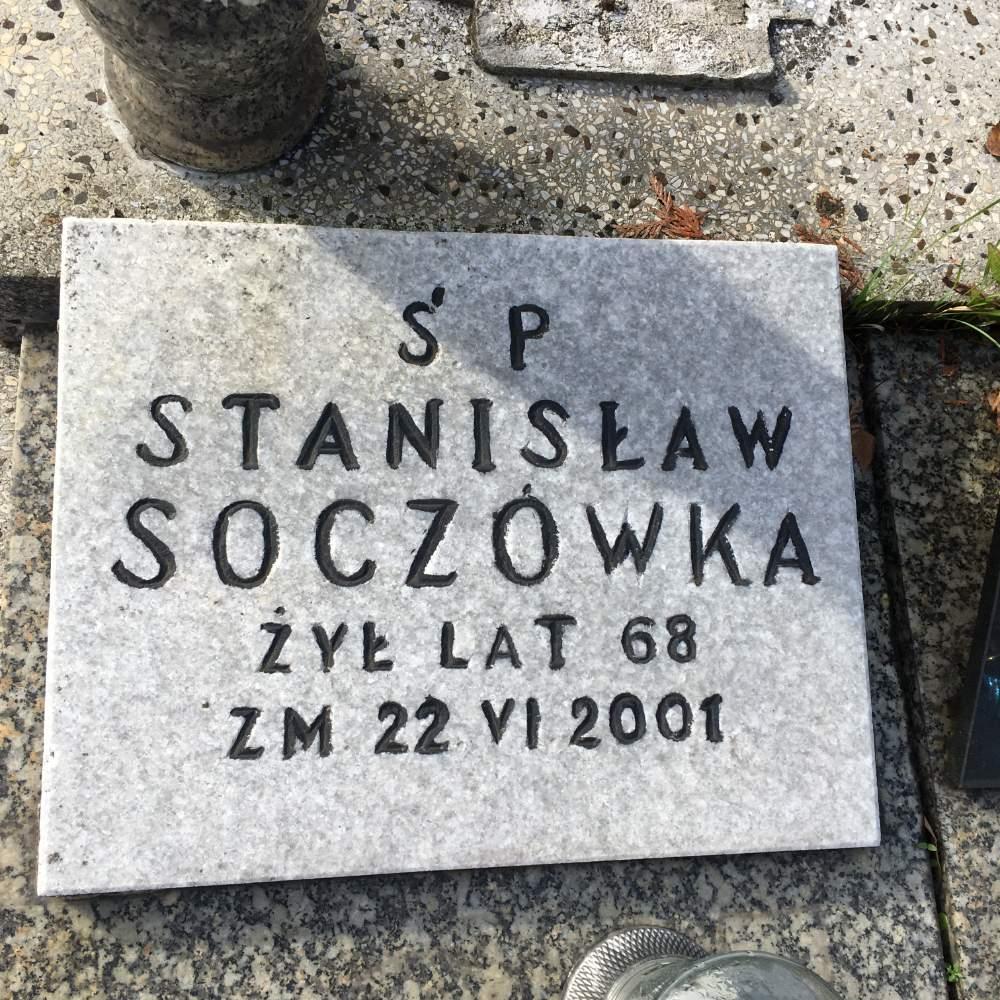 Ś P
STANISŁAW
SOCZÓWKA
ŻYŁ LAT 68
ZM 22 VI 2001